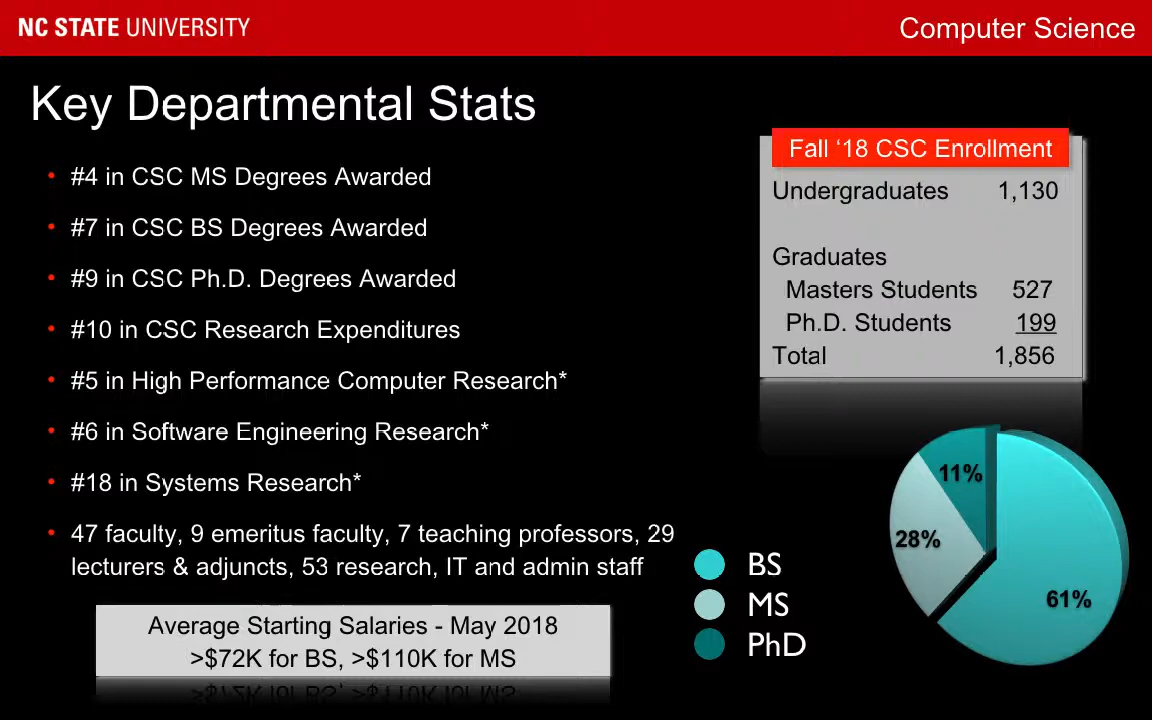 NC STATE UNIVERSITY
Computer Science
Key Departmental Stats
• #4 in CSC MS Degrees Awarded
• #7 in CSC BS Degrees Awarded
• #9 in CSC Ph.D. Degrees Awarded
• #10 in CSC Research Expenditures
• #5 in High Performance Computer Research*
• #6 in Software Engineering Research*
• #18 in Systems Research*
• 47 faculty, 9 emeritus faculty, 7 teaching professors, 29
lecturers & adjuncts, 53 research, IT and admin staff
Average Starting Salaries - May 2018
>$72K for BS, >$110K for MS
Fall ‘18 CSC Enrollment
Undergraduates 1,130
Graduates
Masters Students 527
Ph.D. Students 199
Total 1,856
11%
28%
61%
BS
MS
PhD